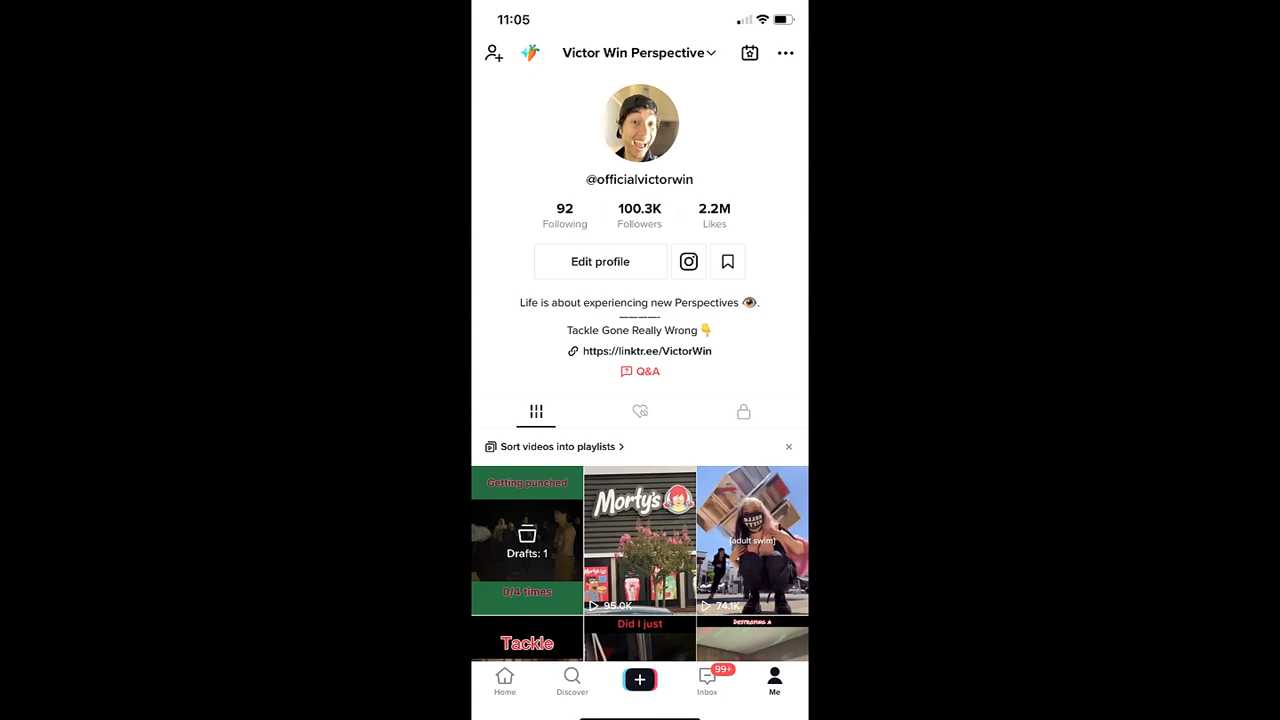 11:05
Victor Win Perspective
@officialvictorwin
92
100.3K
2.2M
Following
Followers
Likes
Edit profile
Life is about experiencing new Perspectives 👁️.
————-
Tackle Gone Really Wrong 👇
https://linktr.ee/VictorWin
Q&A
Sort videos into playlists
Getting punched
Drafts: 1
0/4 times
Morty's
95.0K
HELLO
[adult swim]
74.1K
Tackle
Did I just
DESTROYING A
Home
Discover
99+
Inbox
Me